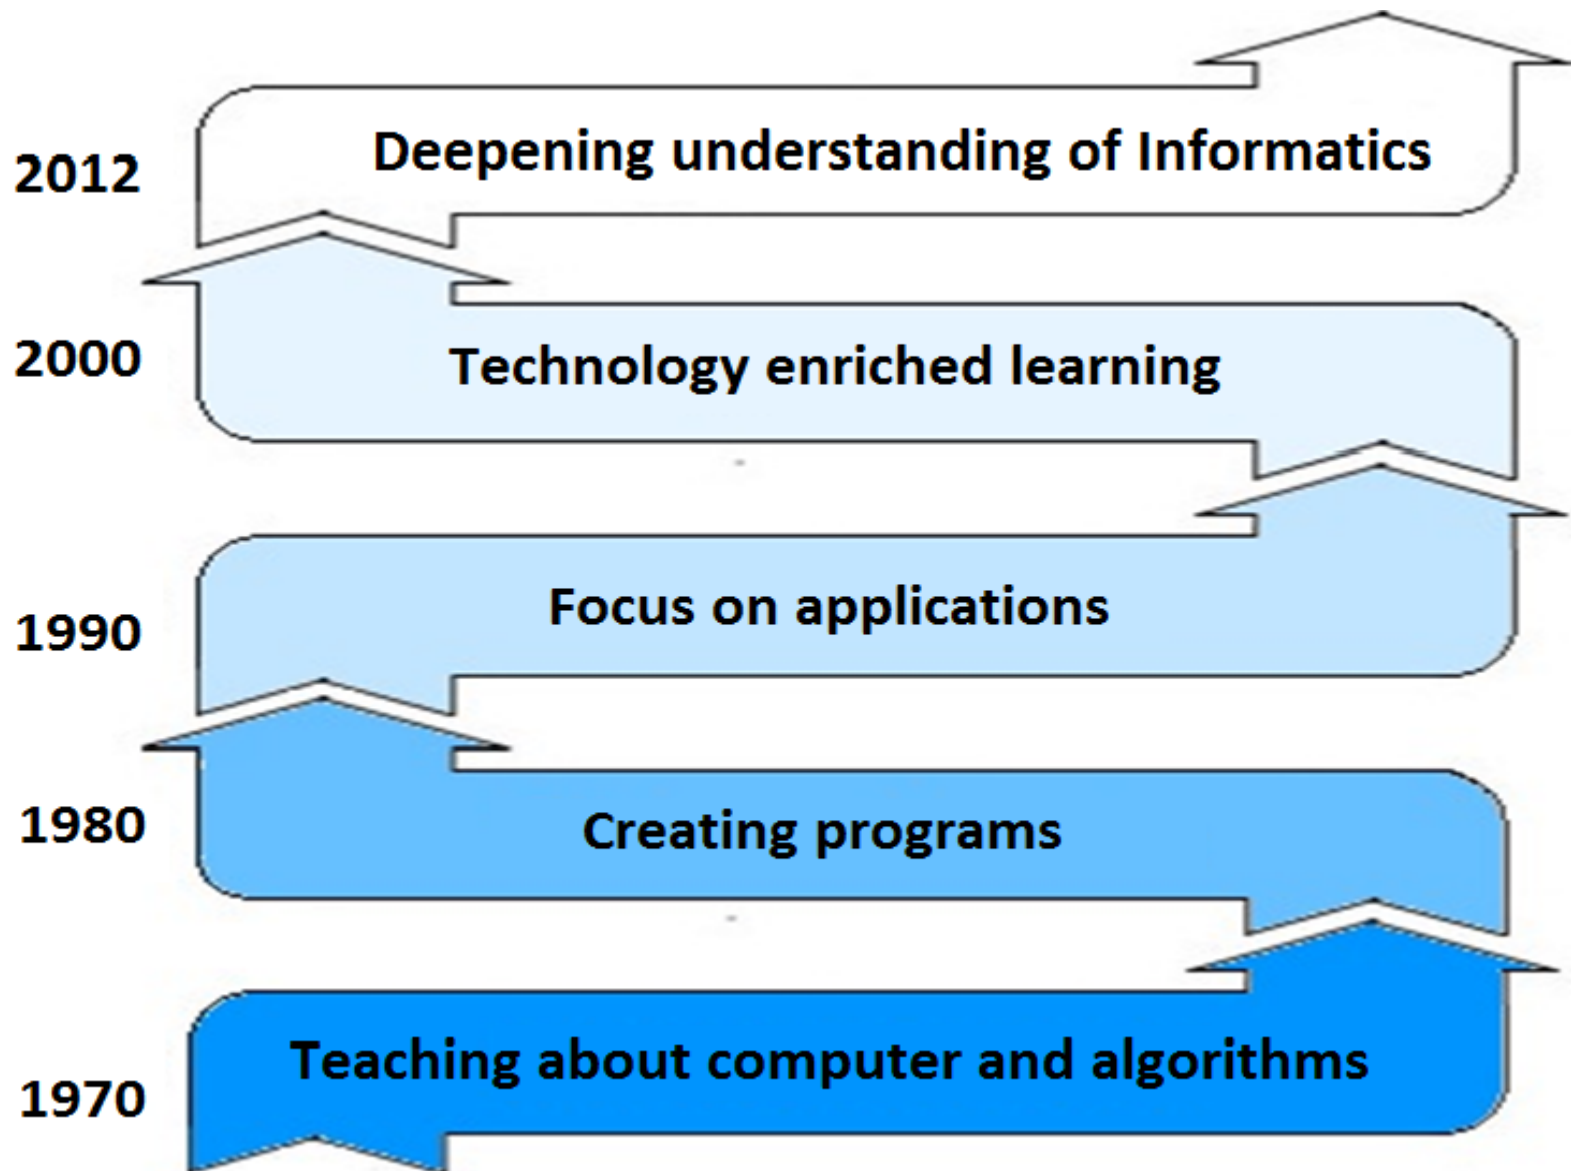 2012 Deepening understanding of Informatics
2000 Technology enriched learning
1990 Focus on applications
1980 Creating programs
1970 Teaching about computer and algorithms